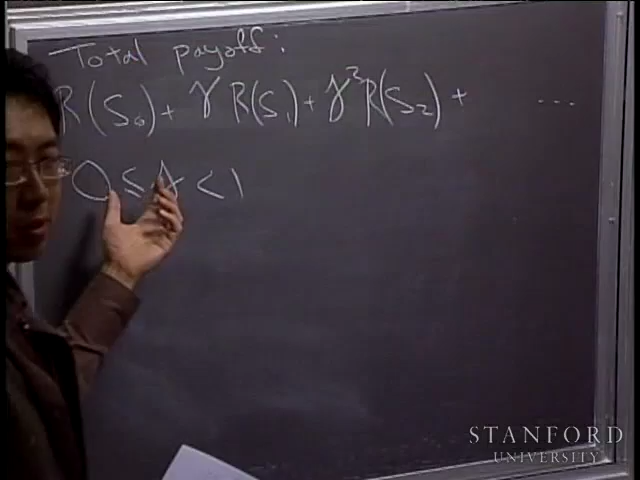 Total payoff:
R(S₀) + γ R(S₁) + γ² R(S₂) + ...
0 ≤ γ < 1
STANFORD
UNIVERSITY